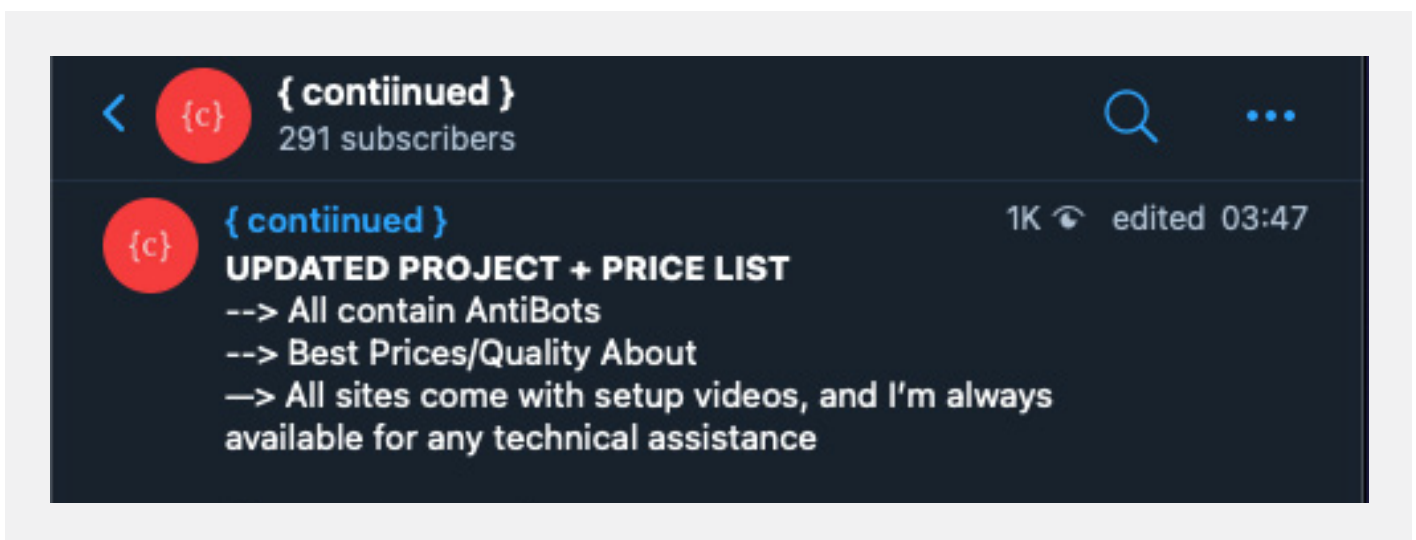 { contiinued }
{c}
291 subscribers
{ contiinued }
1K edited 03:47
{c}
UPDATED PROJECT + PRICE LIST
--> All contain AntiBots
--> Best Prices/Quality About
—> All sites come with setup videos, and I'm always
available for any technical assistance